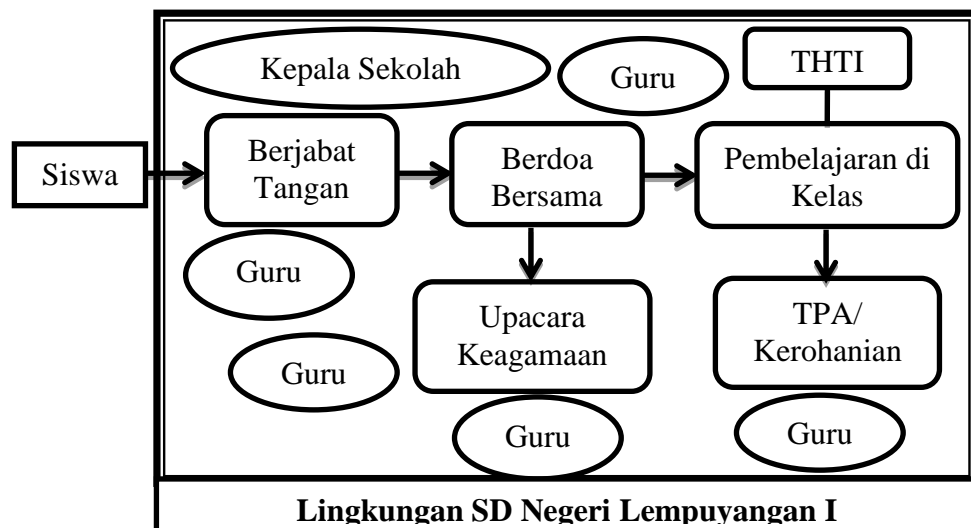 Kepala Sekolah
Guru
THTI
Siswa
Berjabat
Tangan
Berdoa
Bersama
Pembelajaran di
Kelas
Guru
Upacara
Keagamaan
TPA/
Kerohanian
Guru
Guru
Guru
Lingkungan SD Negeri Lempuyangan I